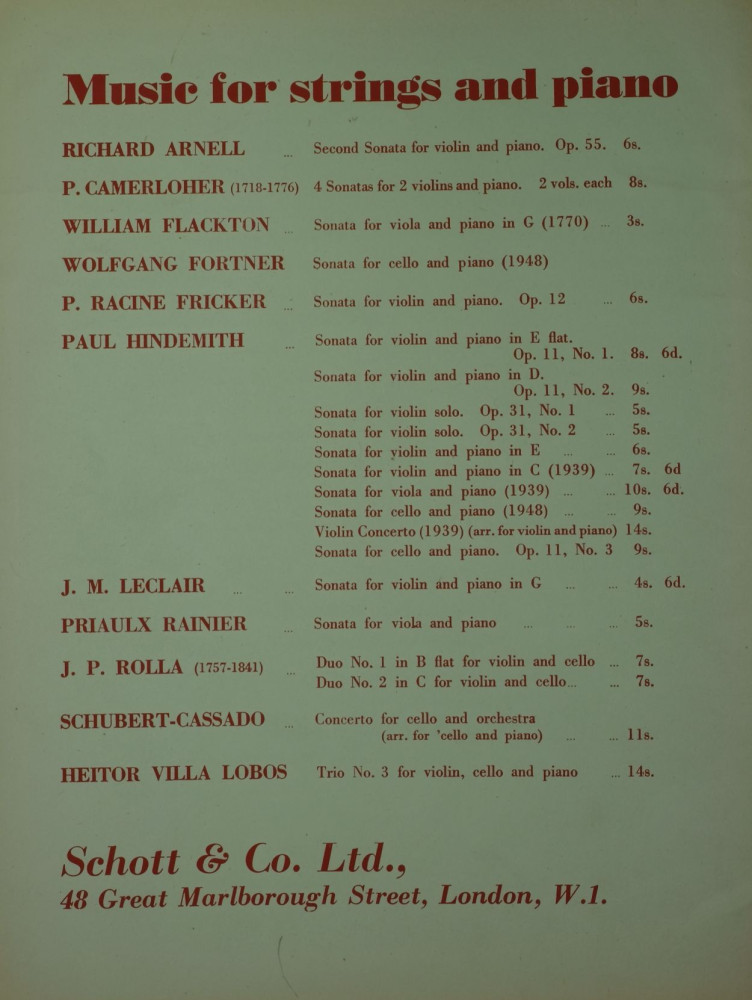 Music for strings and piano
RICHARD ARNELL ... Second Sonata for violin and piano. Op. 55. 6s.
P. CAMERLOHER (1718-1776) 4 Sonatas for 2 violins and piano. 2 vols. each 8s.
WILLIAM FLACKTON ... Sonata for viola and piano in G (1770) ... 3s.
WOLFGANG FORTNER Sonata for cello and piano (1948)
P. RACINE FRICKER ... Sonata for violin and piano. Op. 12 ... 6s.
PAUL HINDEMITH ... Sonata for violin and piano in E flat.
Op. 11, No. 1. 8s. 6d.
Sonata for violin and piano in D.
Op. 11, No. 2. 9s.
Sonata for violin solo. Op. 31, No. 1 ... 5s.
Sonata for violin solo. Op. 31, No. 2 ... 5s.
Sonata for violin and piano in E ... ... 6s.
Sonata for violin and piano in C (1939) ... 7s. 6d
Sonata for viola and piano (1939) ... ... 10s. 6d.
Sonata for cello and piano (1948) ... ... 9s.
Violin Concerto (1939) (arr. for violin and piano) 14s.
Sonata for cello and piano. Op. 11, No. 3 9s.
J. M. LECLAIR ... ... Sonata for violin and piano in G ... ... 4s. 6d.
PRIAULX RAINIER ... Sonata for viola and piano ... ... ... 5s.
J. P. ROLLA (1757-1841) ... Duo No. 1 in B flat for violin and cello ... 7s.
Duo No. 2 in C for violin and cello... ... 7s.
SCHUBERT-CASSADO ... Concerto for cello and orchestra
(arr. for 'cello and piano) ... ... 11s.
HEITOR VILLA LOBOS Trio No. 3 for violin, cello and piano ... 14s.
Schott & Co. Ltd.,
48 Great Marlborough Street, London, W.1.